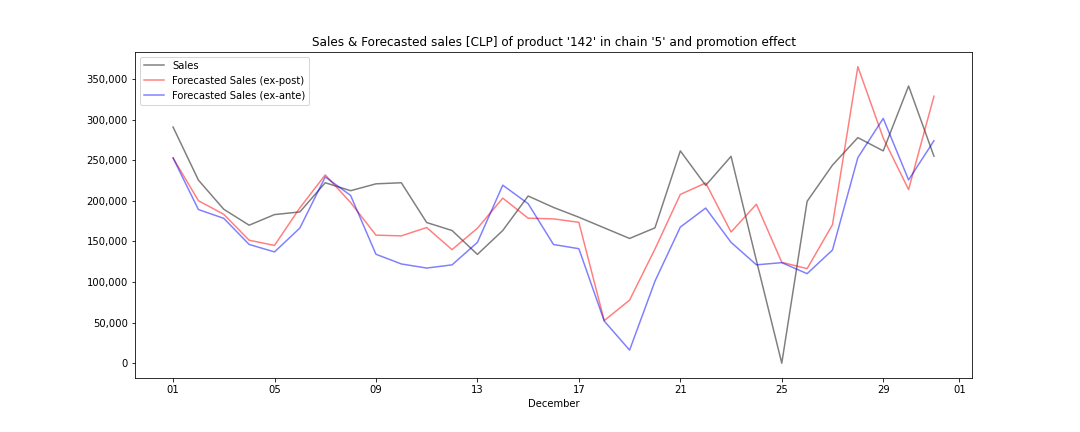 Sales & Forecasted sales [CLP] of product '142' in chain '5' and promotion effect
Sales
Forecasted Sales (ex-post)
Forecasted Sales (ex-ante)
350,000
300,000
250,000
200,000
150,000
100,000
50,000
0
01 05 09 13 17 21 25 29 01
December